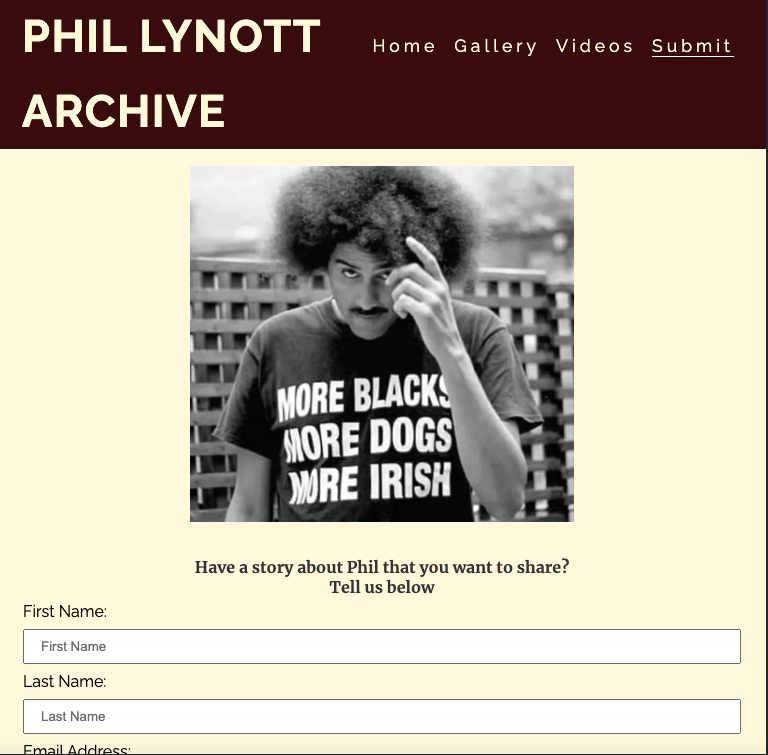 PHIL LYNOTT
ARCHIVE
Home Gallery Videos Submit
MORE BLACKS
MORE DOGS
MORE IRISH
Have a story about Phil that you want to share?
Tell us below
First Name:
First Name
Last Name:
Last Name
Email Address: